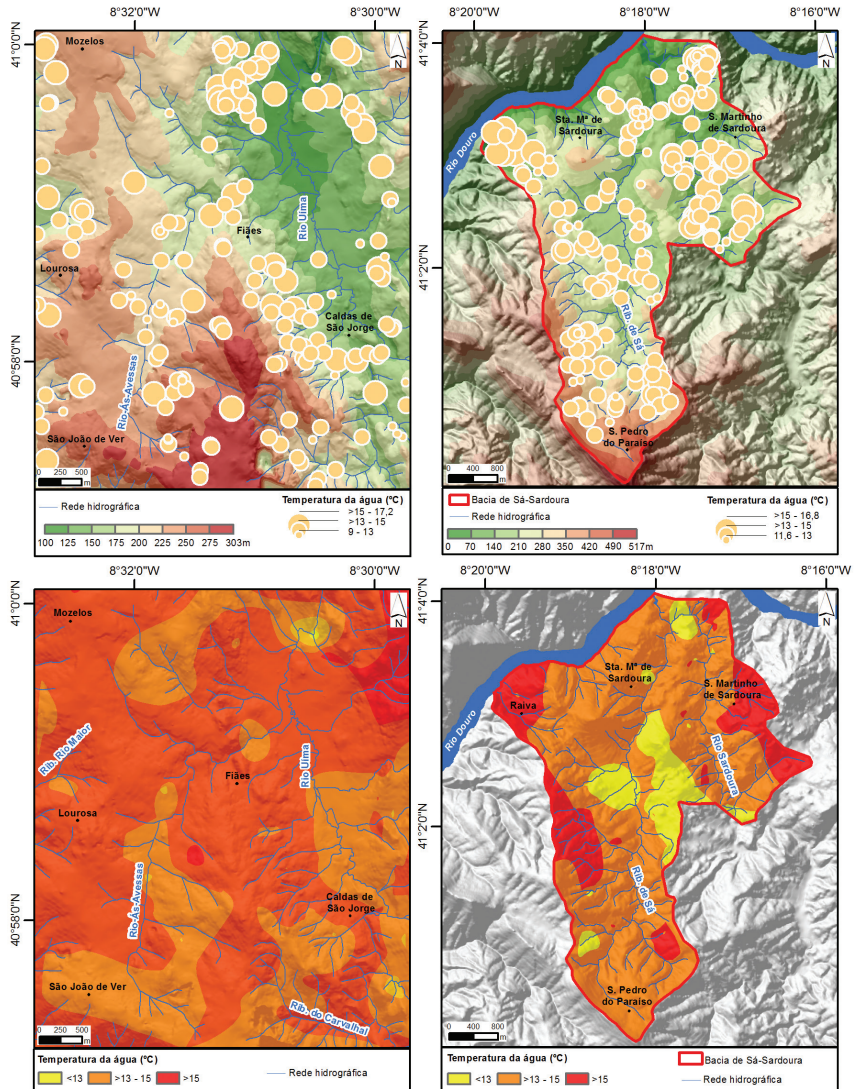 8°32'0"W
8°30'0"W
41°0'0"N
40°58'0"N
Mozelos
N
Rio Uíma
Fiães
Lourosa
Caldas de
São Jorge
Rio-Ás-Avessas
São João de Ver
0 250 500
m
Rede hidrográfica
100 125 150 175 200 225 250 275 303m
Temperatura da água (ºC)
>15 - 17,2
>13 - 15
9 - 13
8°20'0"W
8°18'0"W
8°16'0"W
41°4'0"N
41°2'0"N
N
Rio Douro
Sta. Mª de
Sardoura
S. Martinho
de Sardoura
Rib. de Sá
S. Pedro
do Paraíso
0 400 800
m
Bacia de Sá-Sardoura
Rede hidrográfica
0 70 140 210 280 350 420 490 517m
Temperatura da água (ºC)
>15 - 16,8
>13 - 15
11,6 - 13
8°32'0"W
8°30'0"W
41°0'0"N
40°58'0"N
Mozelos
N
Rib. Rio Maior
Rio Uíma
Fiães
Lourosa
Rio-Ás-Avessas
Caldas de
São Jorge
São João de Ver
Rib. do Carvalhal
0 250 500
m
Temperatura da água (ºC)
<13
>13 - 15
>15
Rede hidrográfica
8°20'0"W
8°18'0"W
8°16'0"W
41°4'0"N
41°2'0"N
N
Rio Douro
Sta. Mª de
Sardoura
S. Martinho
de Sardoura
Raiva
Rio Sardoura
Rib. de Sá
S. Pedro
do Paraíso
0 400 800
m
Temperatura da água (ºC)
<13
>13 - 15
>15
Bacia de Sá-Sardoura
Rede hidrográfica